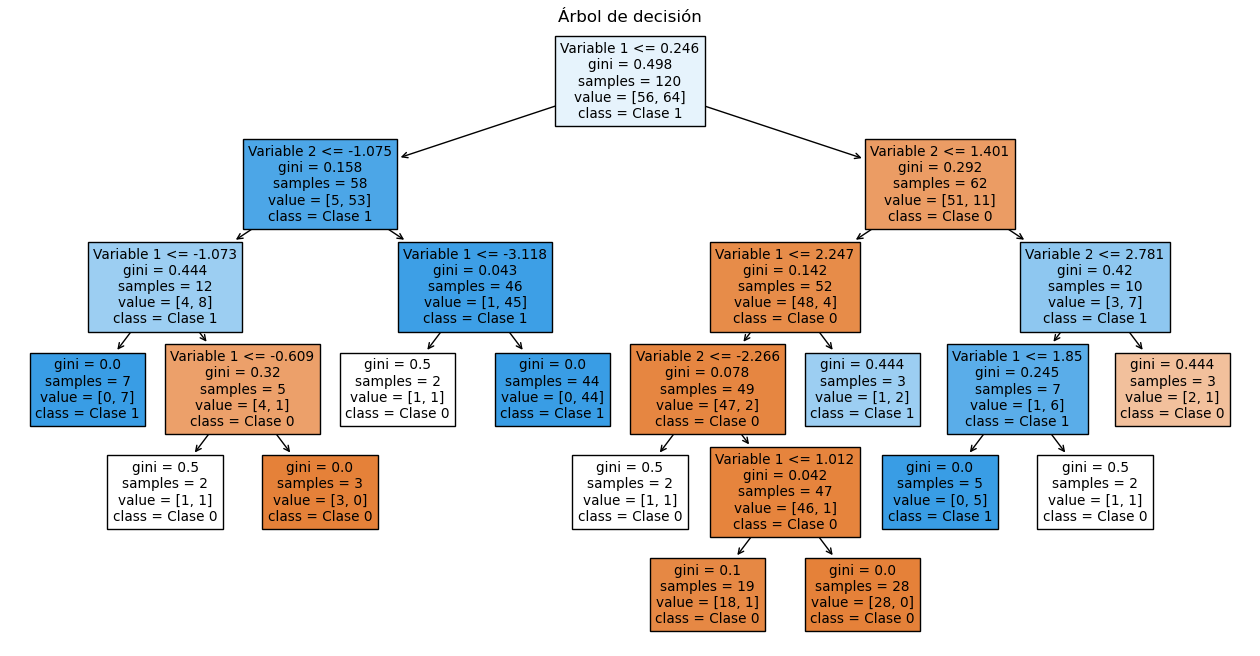 Árbol de decisión
Variable 1 <= 0.246
gini = 0.498
samples = 120
value = [56, 64]
class = Clase 1
Variable 2 <= -1.075
gini = 0.158
samples = 58
value = [5, 53]
class = Clase 1
Variable 2 <= 1.401
gini = 0.292
samples = 62
value = [51, 11]
class = Clase 0
Variable 1 <= -1.073
gini = 0.444
samples = 12
value = [4, 8]
class = Clase 1
Variable 1 <= -3.118
gini = 0.043
samples = 46
value = [1, 45]
class = Clase 1
Variable 1 <= 2.247
gini = 0.142
samples = 52
value = [48, 4]
class = Clase 0
Variable 2 <= 2.781
gini = 0.42
samples = 10
value = [3, 7]
class = Clase 1
gini = 0.0
samples = 7
value = [0, 7]
class = Clase 1
Variable 1 <= -0.609
gini = 0.32
samples = 5
value = [4, 1]
class = Clase 0
gini = 0.5
samples = 2
value = [1, 1]
class = Clase 0
gini = 0.0
samples = 44
value = [0, 44]
class = Clase 1
Variable 2 <= -2.266
gini = 0.078
samples = 49
value = [47, 2]
class = Clase 0
gini = 0.444
samples = 3
value = [1, 2]
class = Clase 1
Variable 1 <= 1.85
gini = 0.245
samples = 7
value = [1, 6]
class = Clase 1
gini = 0.444
samples = 3
value = [2, 1]
class = Clase 0
gini = 0.5
samples = 2
value = [1, 1]
class = Clase 0
gini = 0.0
samples = 3
value = [3, 0]
class = Clase 0
gini = 0.5
samples = 2
value = [1, 1]
class = Clase 0
Variable 1 <= 1.012
gini = 0.042
samples = 47
value = [46, 1]
class = Clase 0
gini = 0.0
samples = 5
value = [0, 5]
class = Clase 1
gini = 0.5
samples = 2
value = [1, 1]
class = Clase 0
gini = 0.1
samples = 19
value = [18, 1]
class = Clase 0
gini = 0.0
samples = 28
value = [28, 0]
class = Clase 0